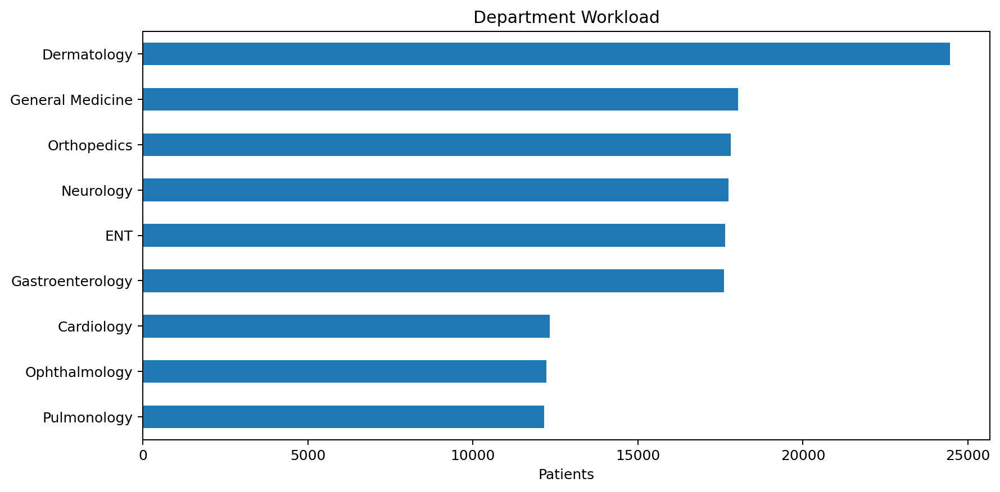 Department Workload
Dermatology
General Medicine
Orthopedics
Neurology
ENT
Gastroenterology
Cardiology
Ophthalmology
Pulmonology
0 5000 10000 15000 20000 25000
Patients